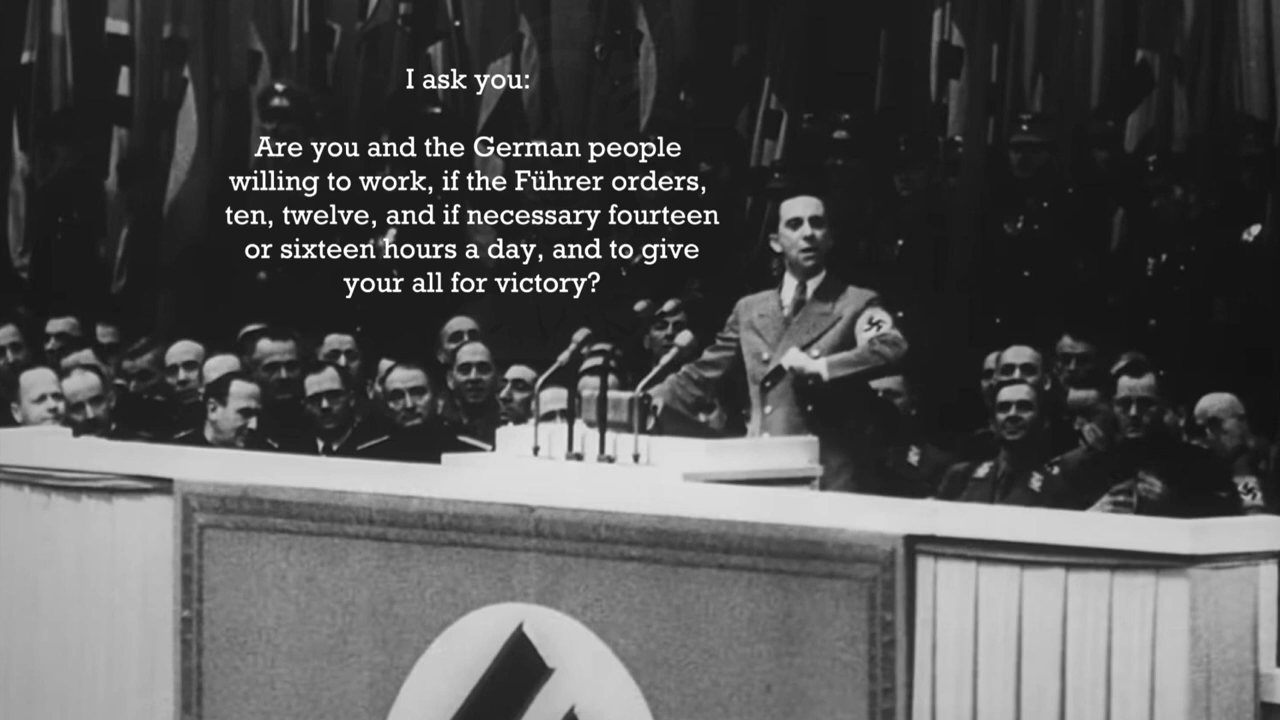 I ask you:
Are you and the German people
willing to work, if the Führer orders,
ten, twelve, and if necessary fourteen
or sixteen hours a day, and to give
your all for victory?